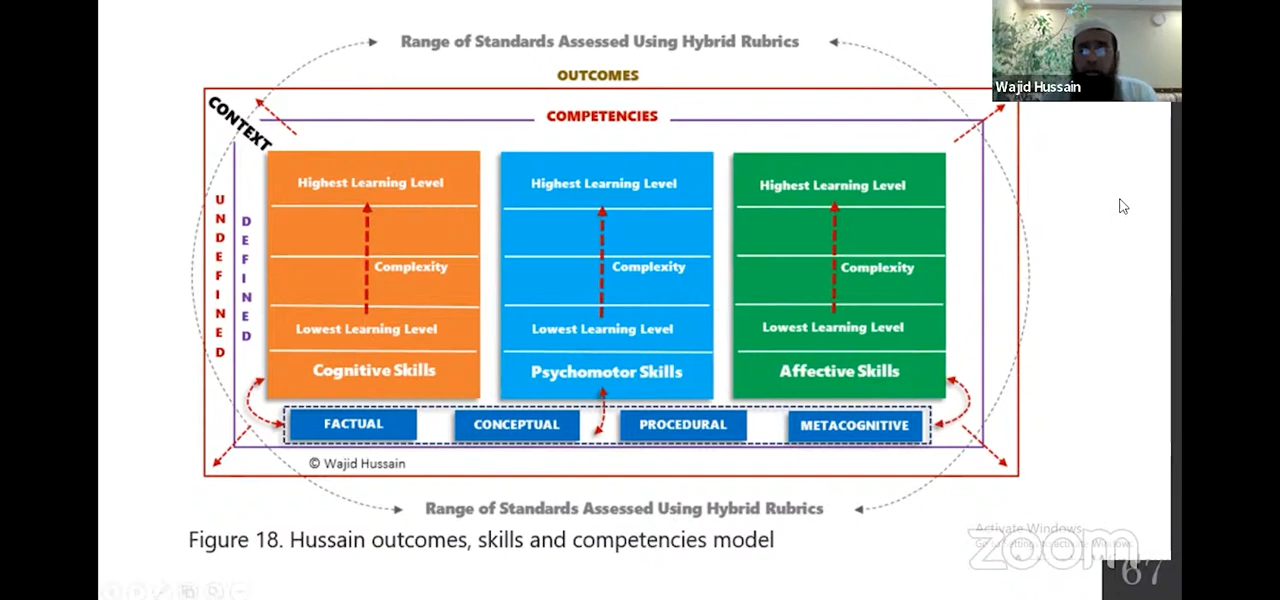 Range of Standards Assessed Using Hybrid Rubrics
Wajid Hussain
OUTCOMES
CONTEXT
COMPETENCIES
UNDEFINED
DEFINED
Highest Learning Level
Complexity
Lowest Learning Level
Cognitive Skills
Highest Learning Level
Complexity
Lowest Learning Level
Psychomotor Skills
Highest Learning Level
Complexity
Lowest Learning Level
Affective Skills
FACTUAL
CONCEPTUAL
PROCEDURAL
METACOGNITIVE
© Wajid Hussain
Range of Standards Assessed Using Hybrid Rubrics
Figure 18. Hussain outcomes, skills and competencies model
Activate Windows
zoom
67